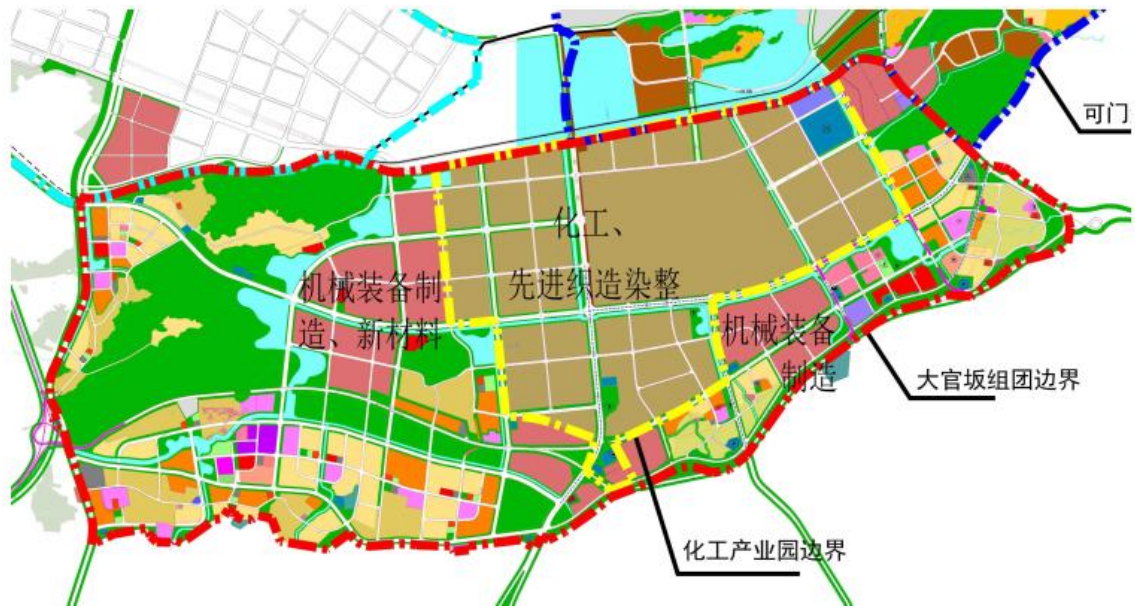 可门
化工、
先进织造染整
机械装备制
造、新材料
机械装备
制造
大官坂组团边界
化工产业园边界